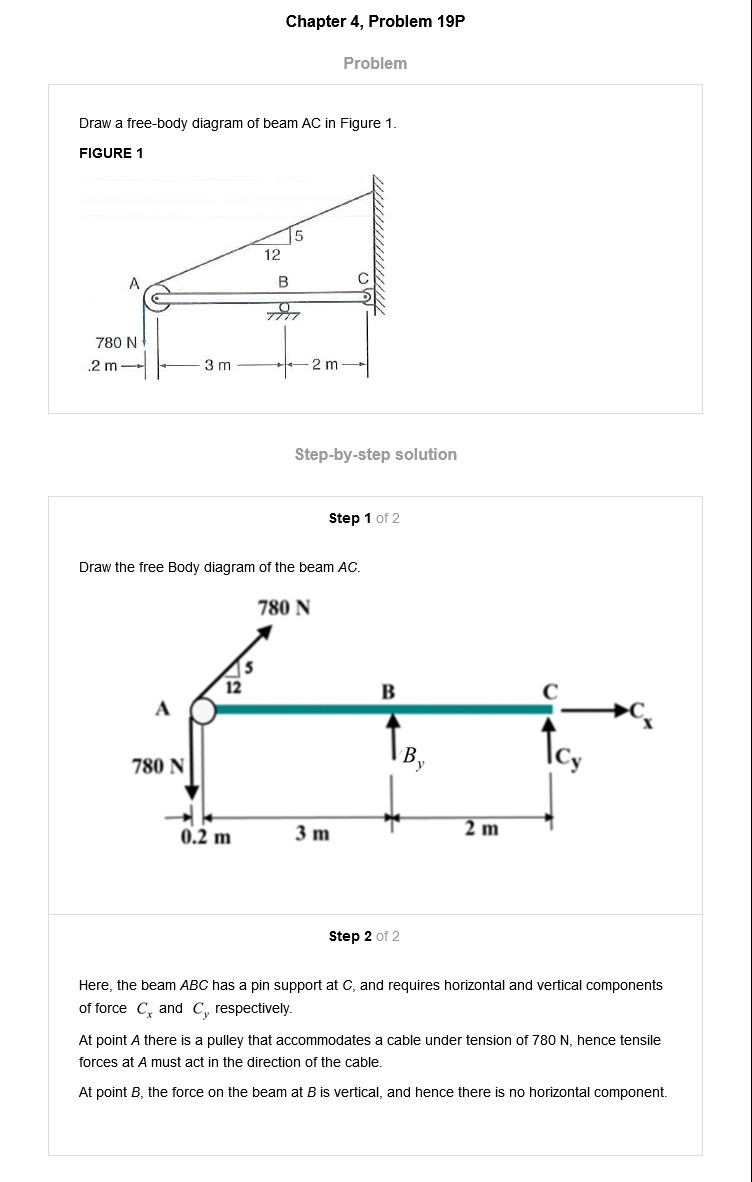 Chapter 4, Problem 19P
Problem
Draw a free-body diagram of beam AC in Figure 1.
FIGURE 1
5
12
A
B
C
780 N
.2 m
3 m
2 m
Step-by-step solution
Step 1 of 2
Draw the free Body diagram of the beam AC.
780 N
5
12
A
B
C
Cx
780 N
By
Cy
0.2 m
3 m
2 m
Step 2 of 2
Here, the beam ABC has a pin support at C, and requires horizontal and vertical components
of force Cx and Cy respectively.
At point A there is a pulley that accommodates a cable under tension of 780 N, hence tensile
forces at A must act in the direction of the cable.
At point B, the force on the beam at B is vertical, and hence there is no horizontal component.